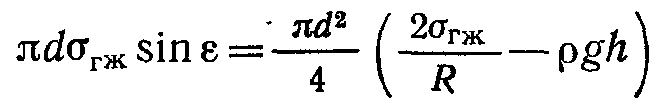 πdσ_гж sin ε = πd²/4 ( 2σ_гж/R − ρgh )